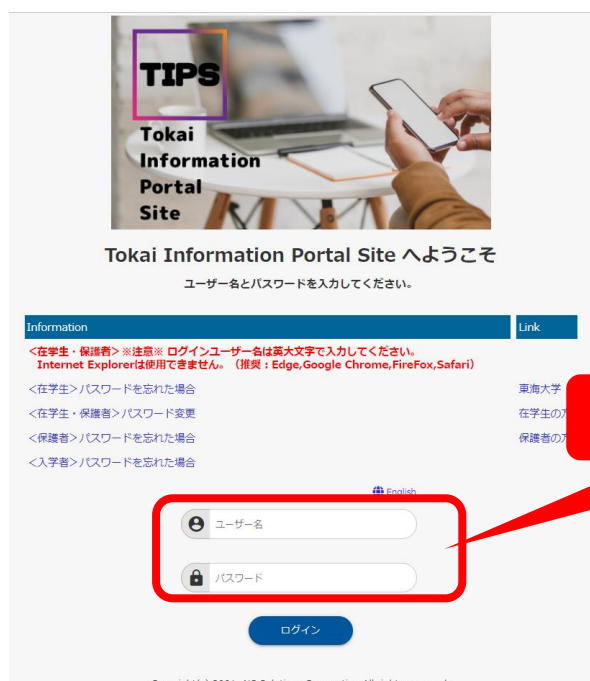 TIPS
Tokai
Information
Portal
Site
Tokai Information Portal Site へようこそ
ユーザー名とパスワードを入力してください。
Information
Link
<在学生・保護者> ※注意※ ログインユーザー名は英大文字で入力してください。
Internet Explorerは使用できません。（推奨：Edge,Google Chrome,FireFox,Safari）
<在学生>パスワードを忘れた場合
東海大学
<在学生・保護者>パスワード変更
在学生の方
<保護者>パスワードを忘れた場合
保護者の方
<入学者>パスワードを忘れた場合
English
ユーザー名
パスワード
ログイン